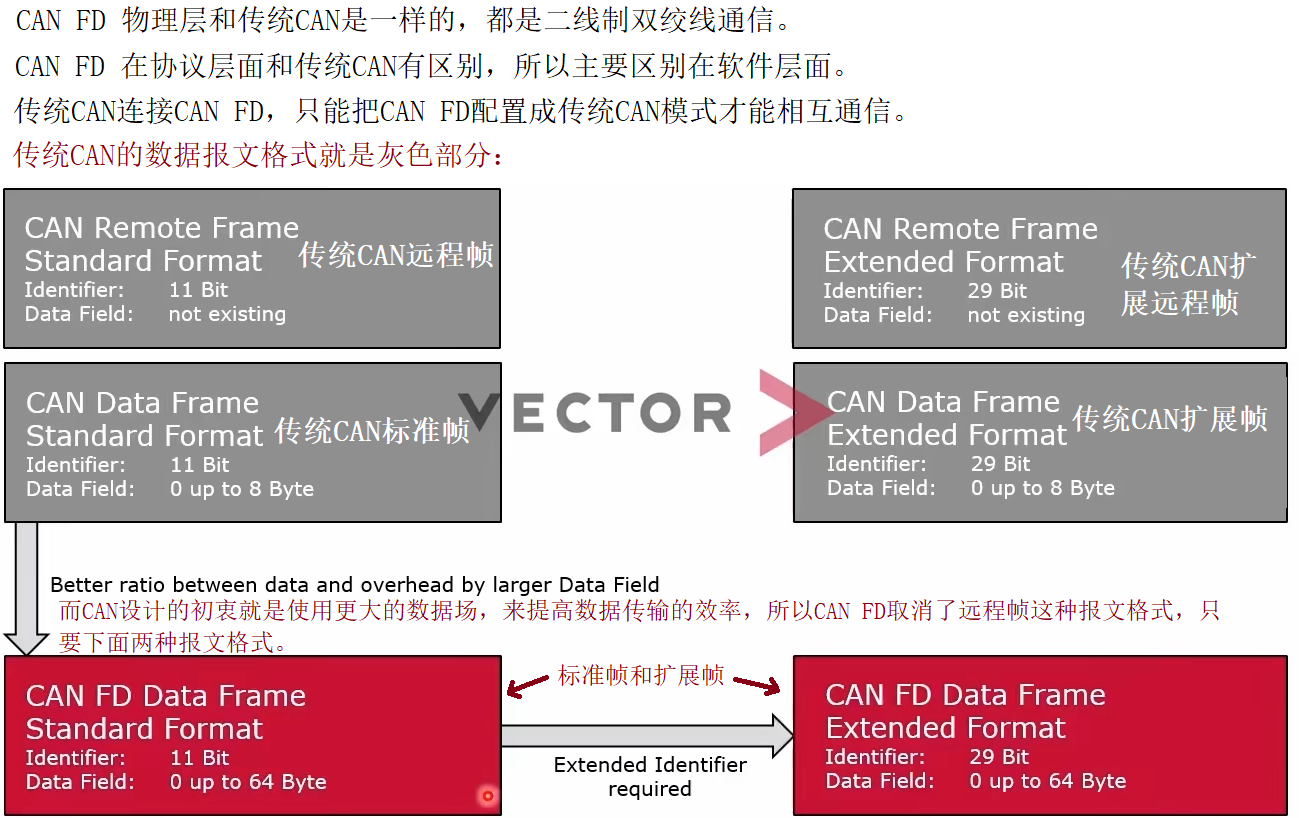 CAN FD 物理层和传统CAN是一样的，都是二线制双绞线通信。
CAN FD 在协议层面和传统CAN有区别，所以主要区别在软件层面。
传统CAN连接CAN FD，只能把CAN FD配置成传统CAN模式才能相互通信。
传统CAN的数据报文格式就是灰色部分：
CAN Remote Frame
Standard Format
传统CAN远程帧
Identifier: 11 Bit
Data Field: not existing
CAN Remote Frame
Extended Format
传统CAN扩
展远程帧
Identifier: 29 Bit
Data Field: not existing
CAN Data Frame
Standard Format
传统CAN标准帧
Identifier: 11 Bit
Data Field: 0 up to 8 Byte
VECTOR
CAN Data Frame
Extended Format
传统CAN扩展帧
Identifier: 29 Bit
Data Field: 0 up to 8 Byte
Better ratio between data and overhead by larger Data Field
而CAN设计的初衷就是使用更大的数据场，来提高数据传输的效率，所以CAN FD取消了远程帧这种报文格式，只
要下面两种报文格式。
标准帧和扩展帧
CAN FD Data Frame
Standard Format
Identifier: 11 Bit
Data Field: 0 up to 64 Byte
Extended Identifier
required
CAN FD Data Frame
Extended Format
Identifier: 29 Bit
Data Field: 0 up to 64 Byte